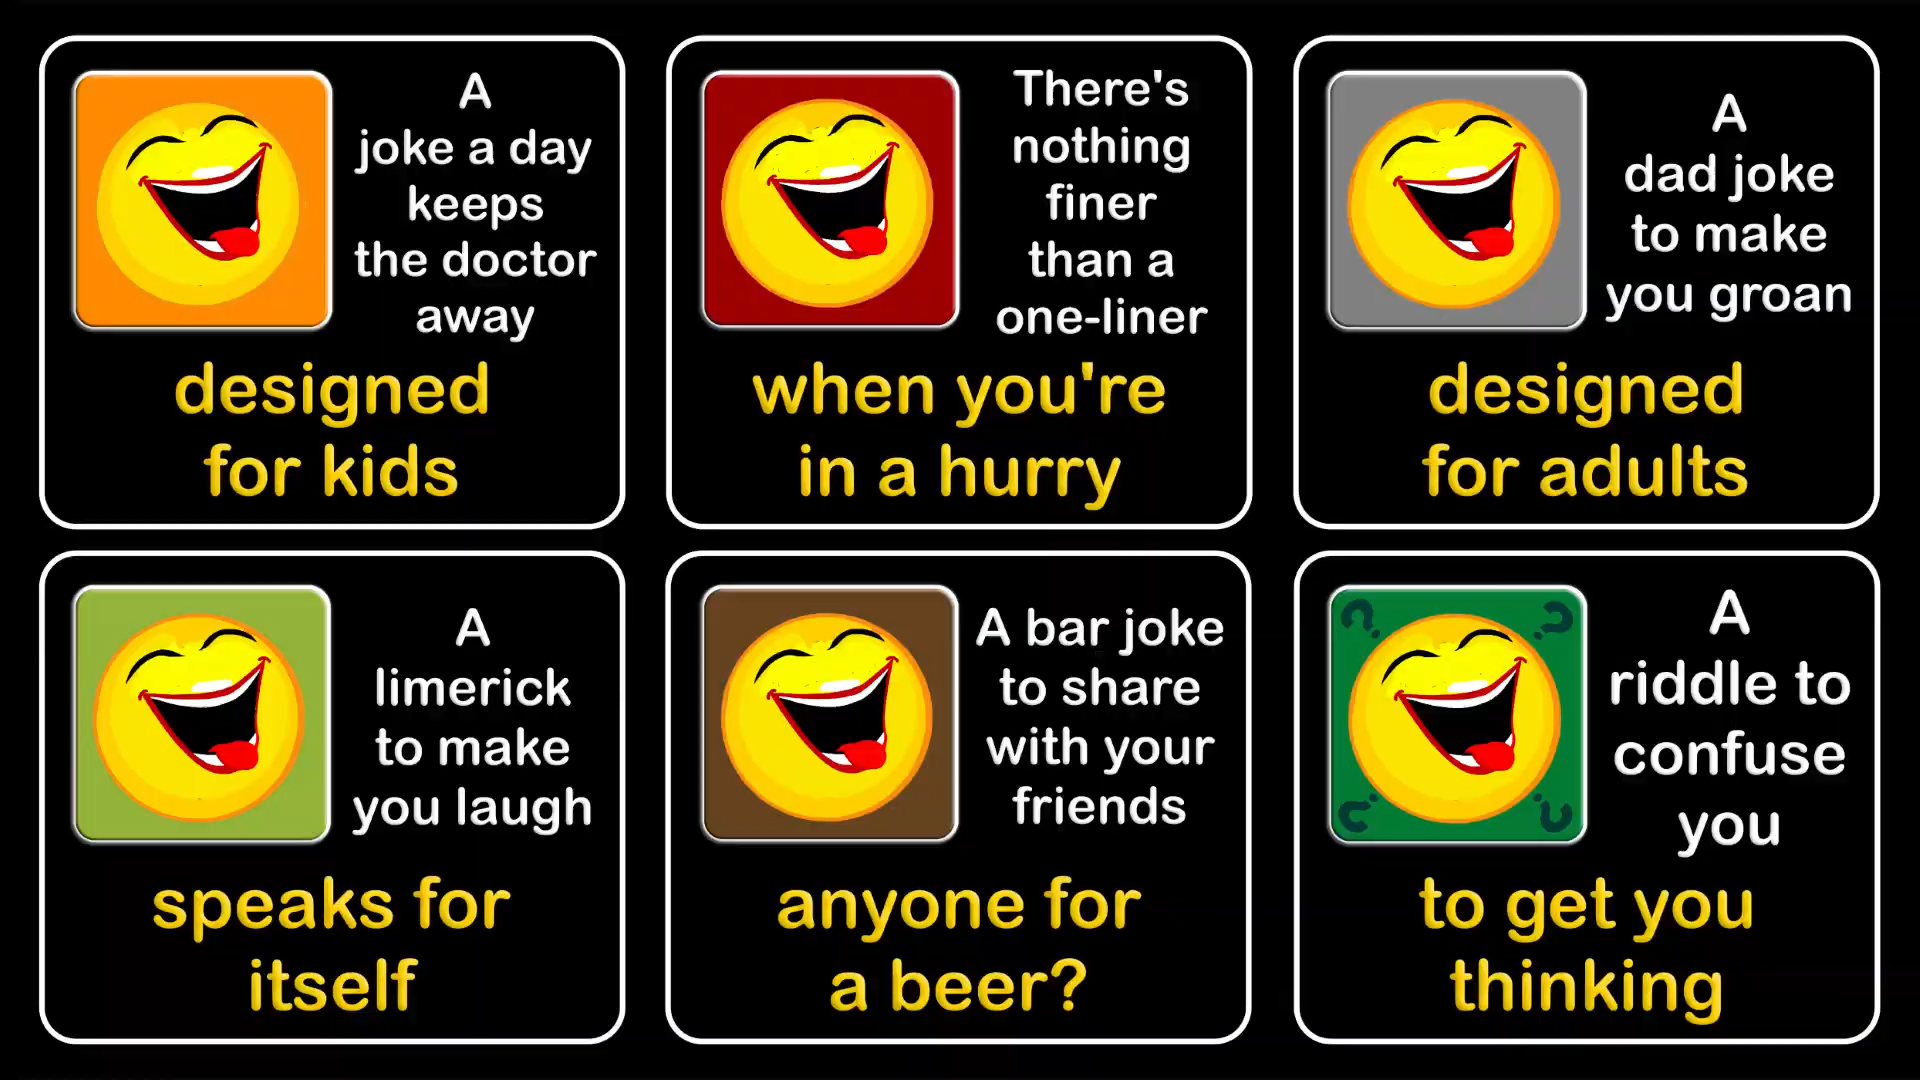 A
joke a day
keeps
the doctor
away
designed
for kids
There's
nothing
finer
than a
one-liner
when you're
in a hurry
A
dad joke
to make
you groan
designed
for adults
A
limerick
to make
you laugh
speaks for
itself
A bar joke
to share
with your
friends
anyone for
a beer?
? ?
? ?
A
riddle to
confuse
you
to get you
thinking